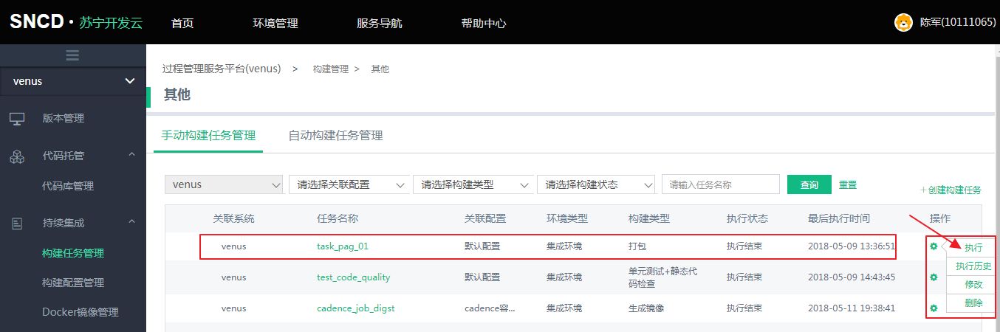 SNCD·苏宁开发云 首页 环境管理 服务导航 帮助中心 陈军(10111065)
venus
版本管理
代码托管
代码库管理
持续集成
构建任务管理
构建配置管理
Docker镜像管理
过程管理服务平台(venus) > 构建管理 > 其他
其他
手动构建任务管理 自动构建任务管理
venus 请选择关联配置 请选择构建类型 请选择构建状态 请输入任务名称 查询 重置
+创建构建任务
关联系统 任务名称 关联配置 环境类型 构建类型 执行状态 最后执行时间 操作
venus task_pag_01 默认配置 集成环境 打包 执行结束 2018-05-09 13:36:51
venus test_code_quality 默认配置 集成环境 单元测试+静态代
码检查 执行结束 2018-05-09 14:43:45
venus cadence_job_digst cadence容... 集成环境 生成镜像 执行结束 2018-05-11 19:38:41
执行
执行历史
修改
删除